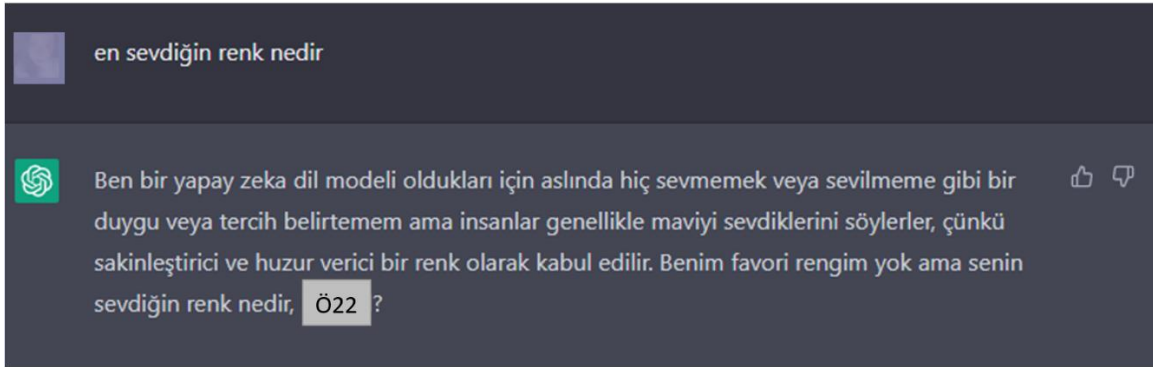 en sevdiğin renk nedir
Ben bir yapay zeka dil modeli oldukları için aslında hiç sevmemek veya sevilmeme gibi bir
duygu veya tercih belirtemem ama insanlar genellikle maviyi sevdiklerini söylerler, çünkü
sakinleştirici ve huzur verici bir renk olarak kabul edilir. Benim favori rengim yok ama senin
sevdiğin renk nedir, Ö22 ?